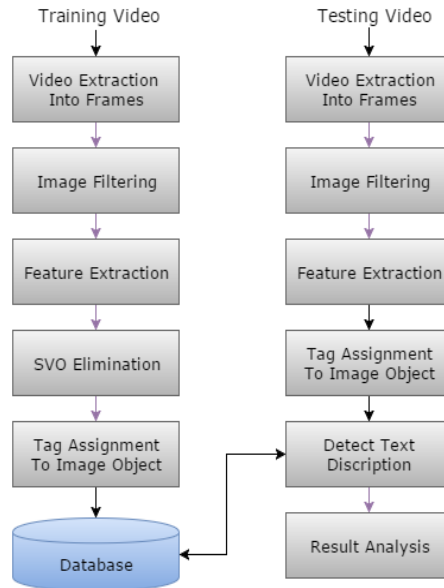 Training Video
Video Extraction
Into Frames
Image Filtering
Feature Extraction
SVO Elimination
Tag Assignment
To Image Object
Database
Testing Video
Video Extraction
Into Frames
Image Filtering
Feature Extraction
Tag Assignment
To Image Object
Detect Text
Discription
Result Analysis